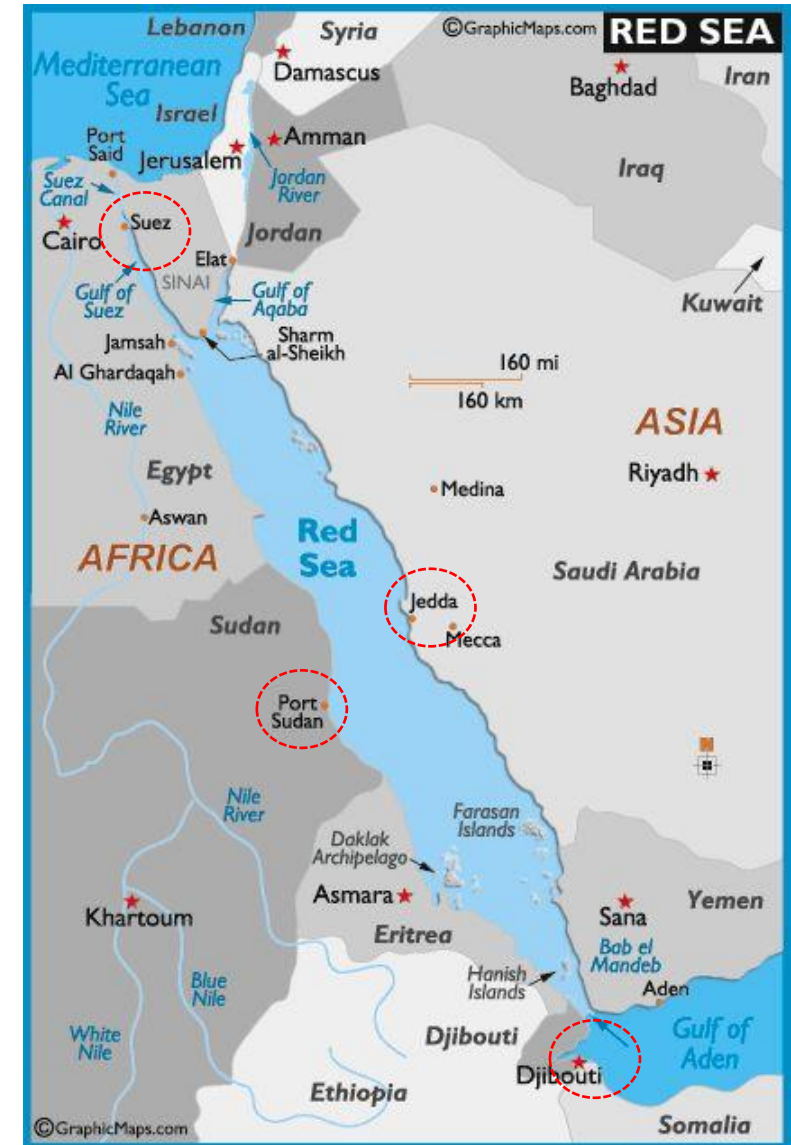 Lebanon
Syria
©GraphicMaps.com
RED SEA
Mediterranean
Sea
Damascus
Baghdad
Iran
Israel
Port
Said
Jerusalem
Amman
Iraq
Suez
Canal
Jordan
River
Suez
Cairo
Jordan
Elat
SINAI
Gulf of
Suez
Gulf of
Aqaba
Kuwait
Jamsah
Sharm
al-Sheikh
Al Ghardaqah
160 mi
160 km
Nile
River
ASIA
Egypt
Medina
Riyadh
Aswan
Red
Sea
AFRICA
Saudi Arabia
Jedda
Mecca
Sudan
Port
Sudan
Nile
River
Farasan
Islands
Daklak
Archipelago
Asmara
Khartoum
Sana
Yemen
Eritrea
Bab el
Mandeb
Hanish
Islands
Aden
Blue
Nile
White
Nile
Djibouti
Gulf of
Aden
Djibouti
Ethiopia
©GraphicMaps.com
Somalia